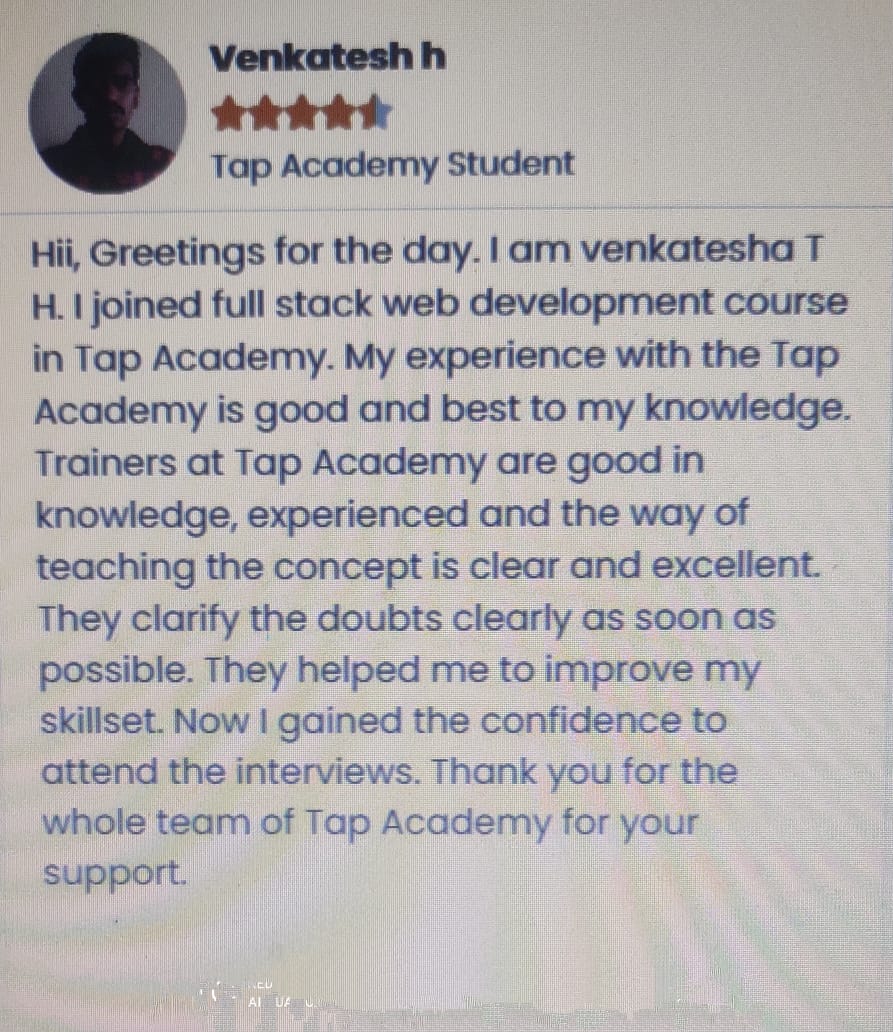 Venkatesh h
Tap Academy Student
Hii, Greetings for the day. I am venkatesha T
H. I joined full stack web development course
in Tap Academy. My experience with the Tap
Academy is good and best to my knowledge.
Trainers at Tap Academy are good in
knowledge, experienced and the way of
teaching the concept is clear and excellent.
They clarify the doubts clearly as soon as
possible. They helped me to improve my
skillset. Now I gained the confidence to
attend the interviews. Thank you for the
whole team of Tap Academy for your
support.